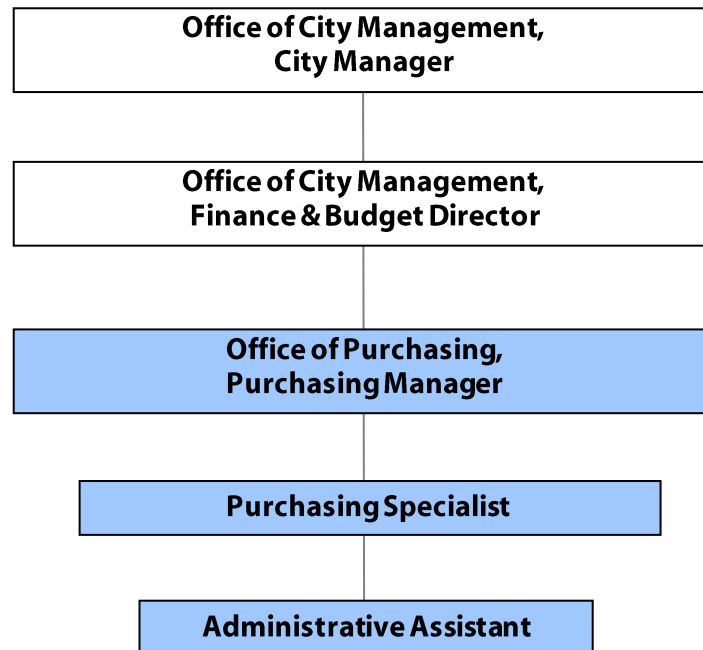 Office of City Management,
City Manager
Office of City Management,
Finance & Budget Director
Office of Purchasing,
Purchasing Manager
Purchasing Specialist
Administrative Assistant